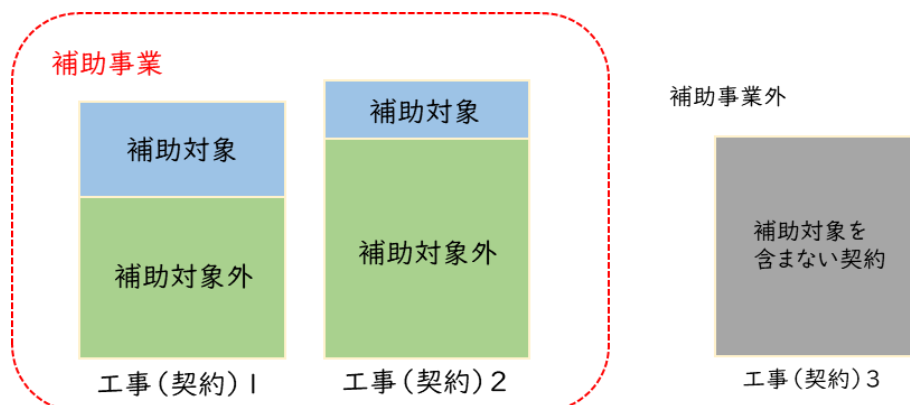 補助事業
補助対象
補助対象外
工事(契約)1
補助対象
補助対象外
工事(契約)2
補助事業外
補助対象を
含まない契約
工事(契約)3